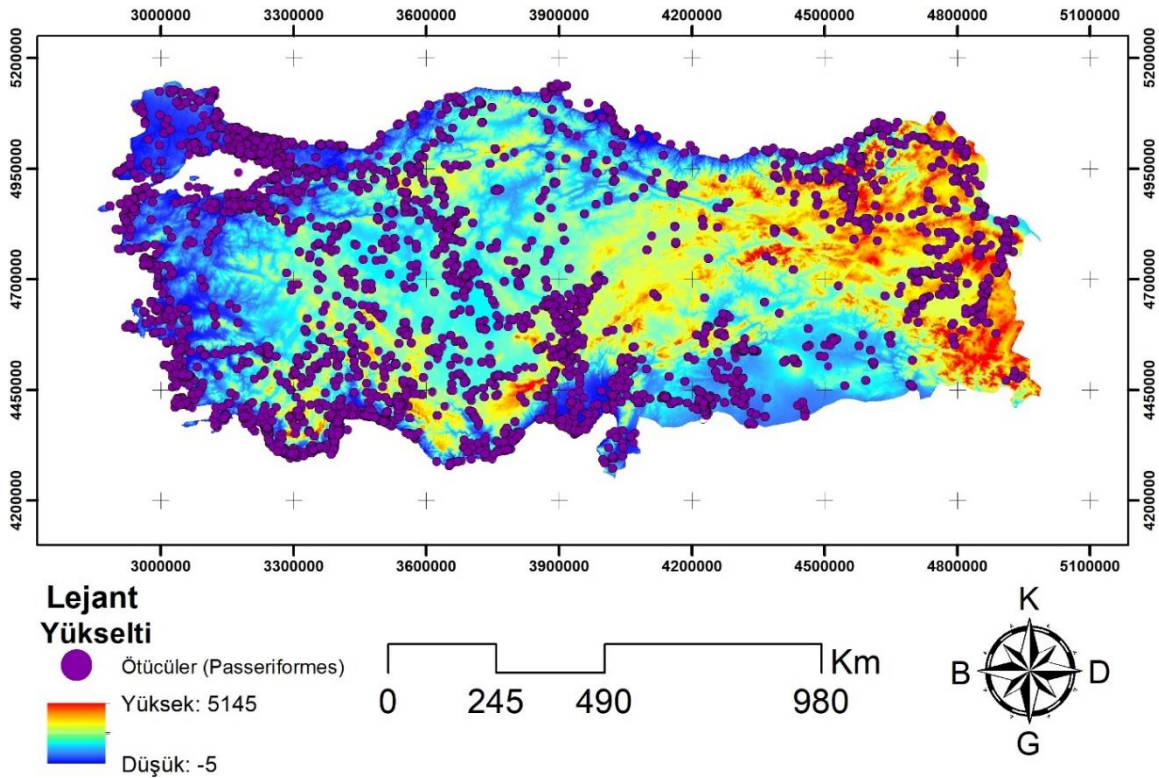 3000000 3300000 3600000 3900000 4200000 4500000 4800000 5100000
5200000 5200000
4950000 4950000
4700000 4700000
4450000 4450000
4200000 4200000
3000000 3300000 3600000 3900000 4200000 4500000 4800000 5100000
Lejant
Yükselti
Ötücüler (Passeriformes)
Yüksek: 5145
Düşük: -5
Km
0 245 490 980
K
B D
G